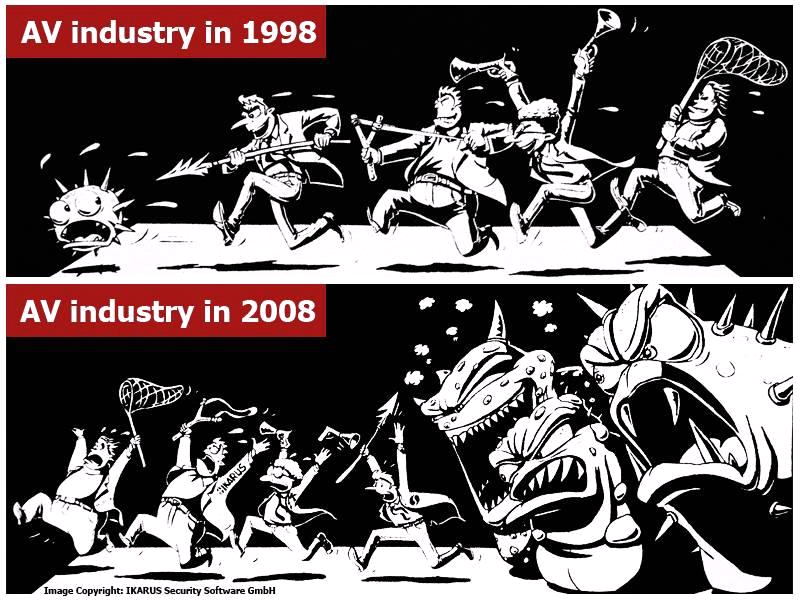 AV industry in 1998
AV industry in 2008
IKARUS
Image Copyright: IKARUS Security Software GmbH